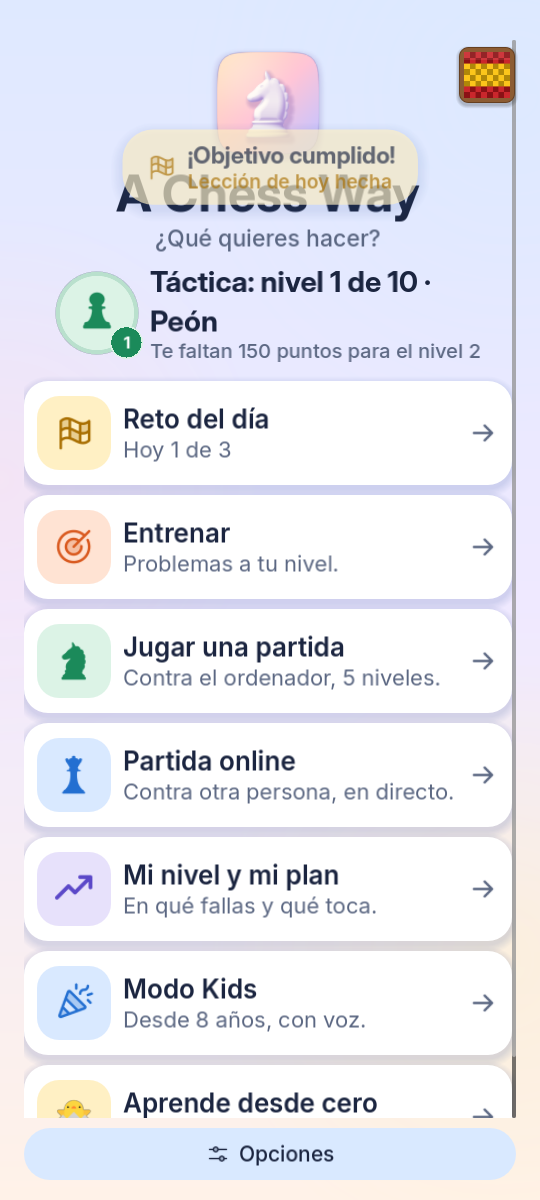 ¡Objetivo cumplido!
Lección de hoy hecha
A Chess Way
¿Qué quieres hacer?
Táctica: nivel 1 de 10 ·
Peón
1
Te faltan 150 puntos para el nivel 2
Reto del día
Hoy 1 de 3
Entrenar
Problemas a tu nivel.
Jugar una partida
Contra el ordenador, 5 niveles.
Partida online
Contra otra persona, en directo.
Mi nivel y mi plan
En qué fallas y qué toca.
Modo Kids
Desde 8 años, con voz.
Aprende desde cero
Opciones